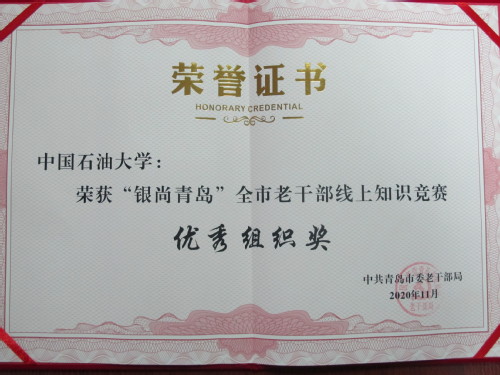 荣誉证书
HONORARY CREDENTIAL
中国石油大学：
荣获“银尚青岛”全市老干部线上知识竞赛
优秀组织奖
中共青岛市委老干部局
2020年11月